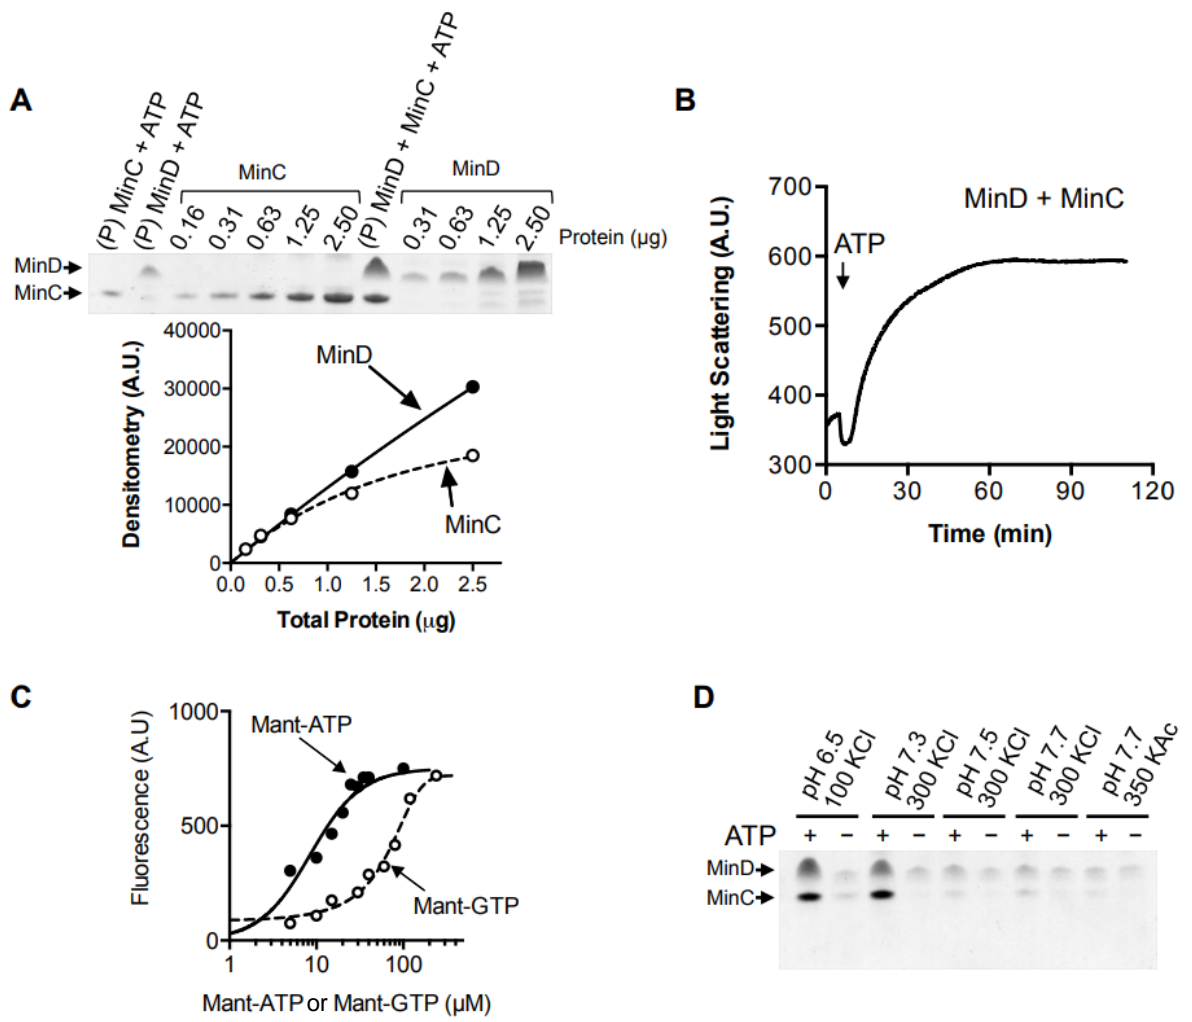 A
(P) MinC + ATP
(P) MinD + ATP
MinC
0.16
0.31
0.63
1.25
2.50
(P) MinD + MinC + ATP
MinD
0.31
0.63
1.25
2.50
Protein (µg)
MinD
MinC
40000
30000
20000
10000
0
Densitometry (A.U.)
MinD
MinC
0.0 0.5 1.0 1.5 2.0 2.5
Total Protein (µg)
B
700
600
500
400
300
Light Scattering (A.U.)
MinD + MinC
ATP
0 30 60 90 120
Time (min)
C
1000
500
0
Fluorescence (A.U)
Mant-ATP
Mant-GTP
1 10 100
Mant-ATP or Mant-GTP (µM)
D
pH 6.5
100 KCl
pH 7.3
300 KCl
pH 7.5
300 KCl
pH 7.7
300 KCl
pH 7.7
350 KAc
ATP + − + − + − + − + −
MinD
MinC